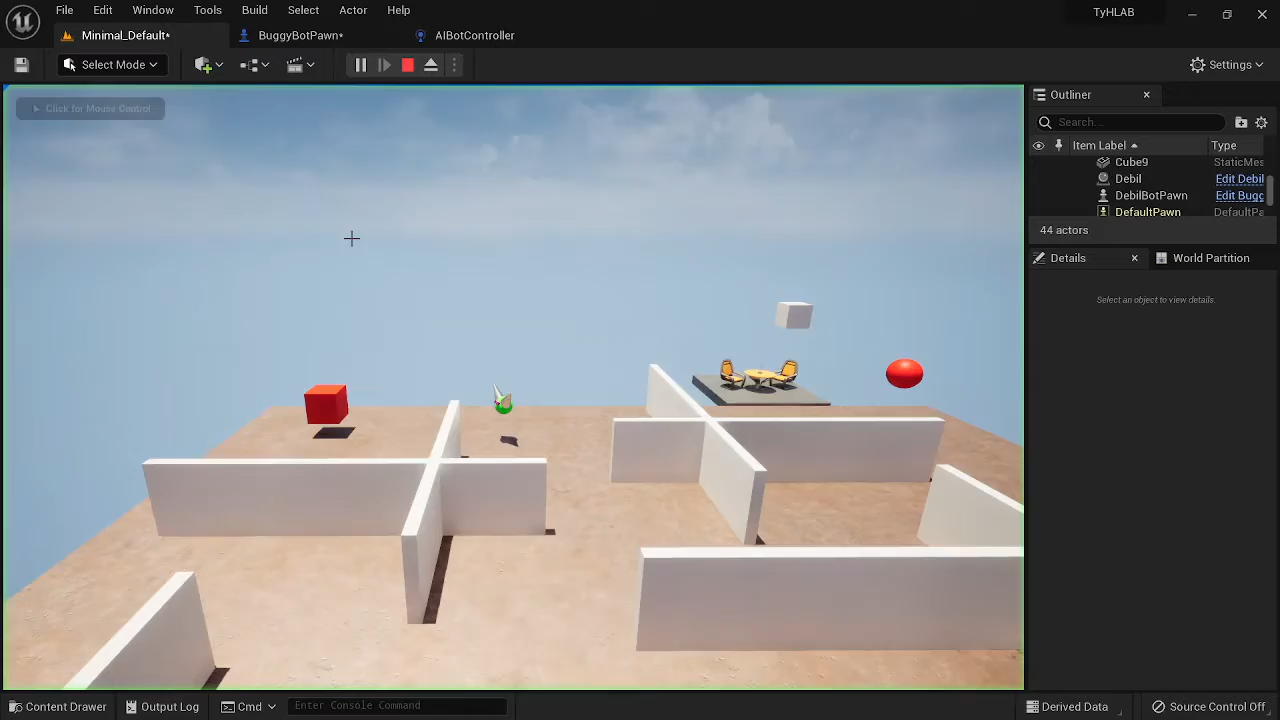 File Edit Window Tools Build Select Actor Help
TyHLAB
Minimal_Default*
BuggyBotPawn*
AIBotController
Select Mode
Settings
Click for Mouse Control
Outliner
Search...
Item Label
Type
Cube9
StaticMes
Debil
Edit Debil
DebilBotPawn
Edit Bugg
DefaultPawn
DefaultPa
44 actors
Details
World Partition
Select an object to view details.
Content Drawer
Output Log
Cmd
Enter Console Command
Derived Data
Source Control Off